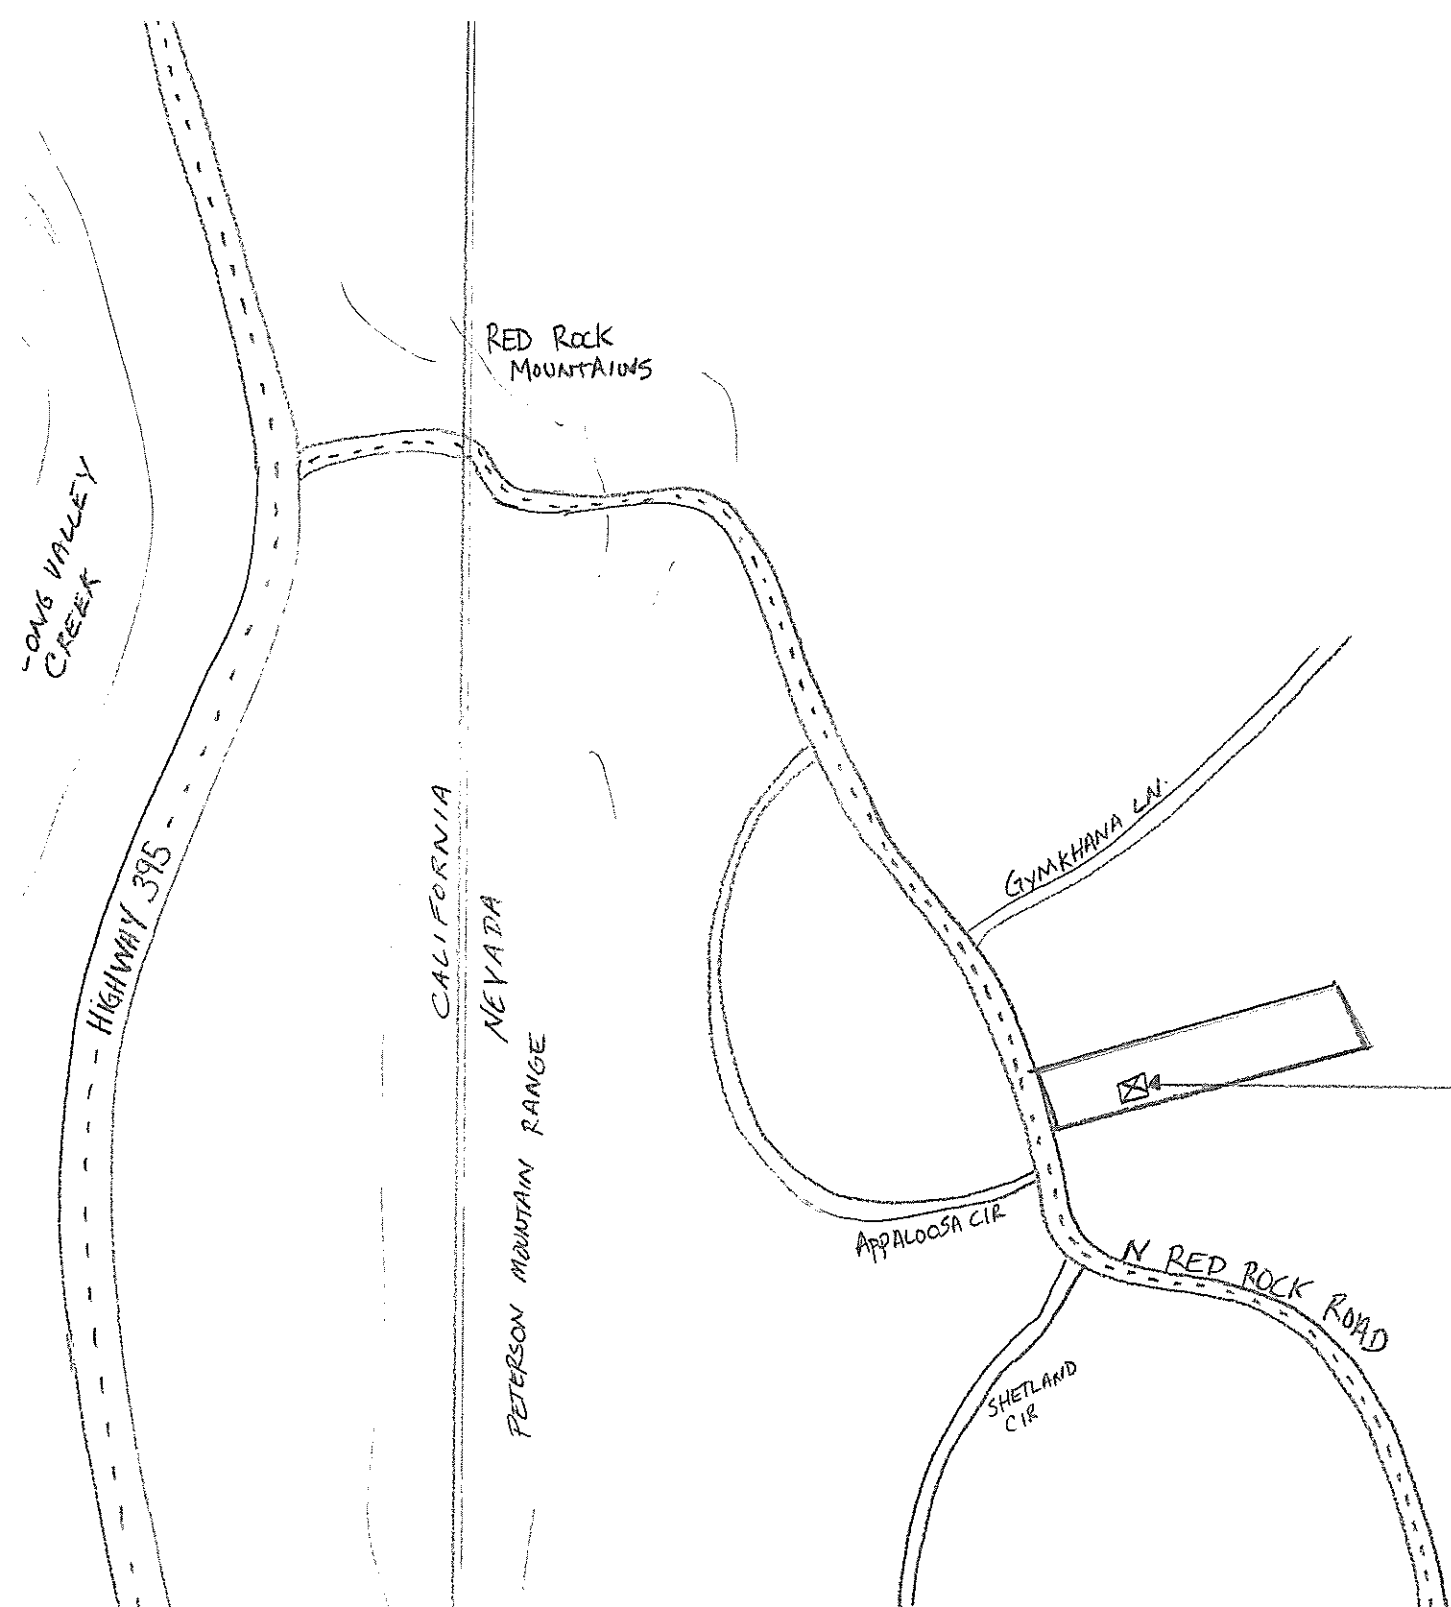 RED ROCK
MOUNTAINS
ONG VALLEY
CREEK
HIGHWAY 395
CALIFORNIA
NEVADA
PETERSON MOUNTAIN RANGE
GYMKHANA LN.
APPALOOSA CIR
N RED ROCK ROAD
SHETLAND
CIR